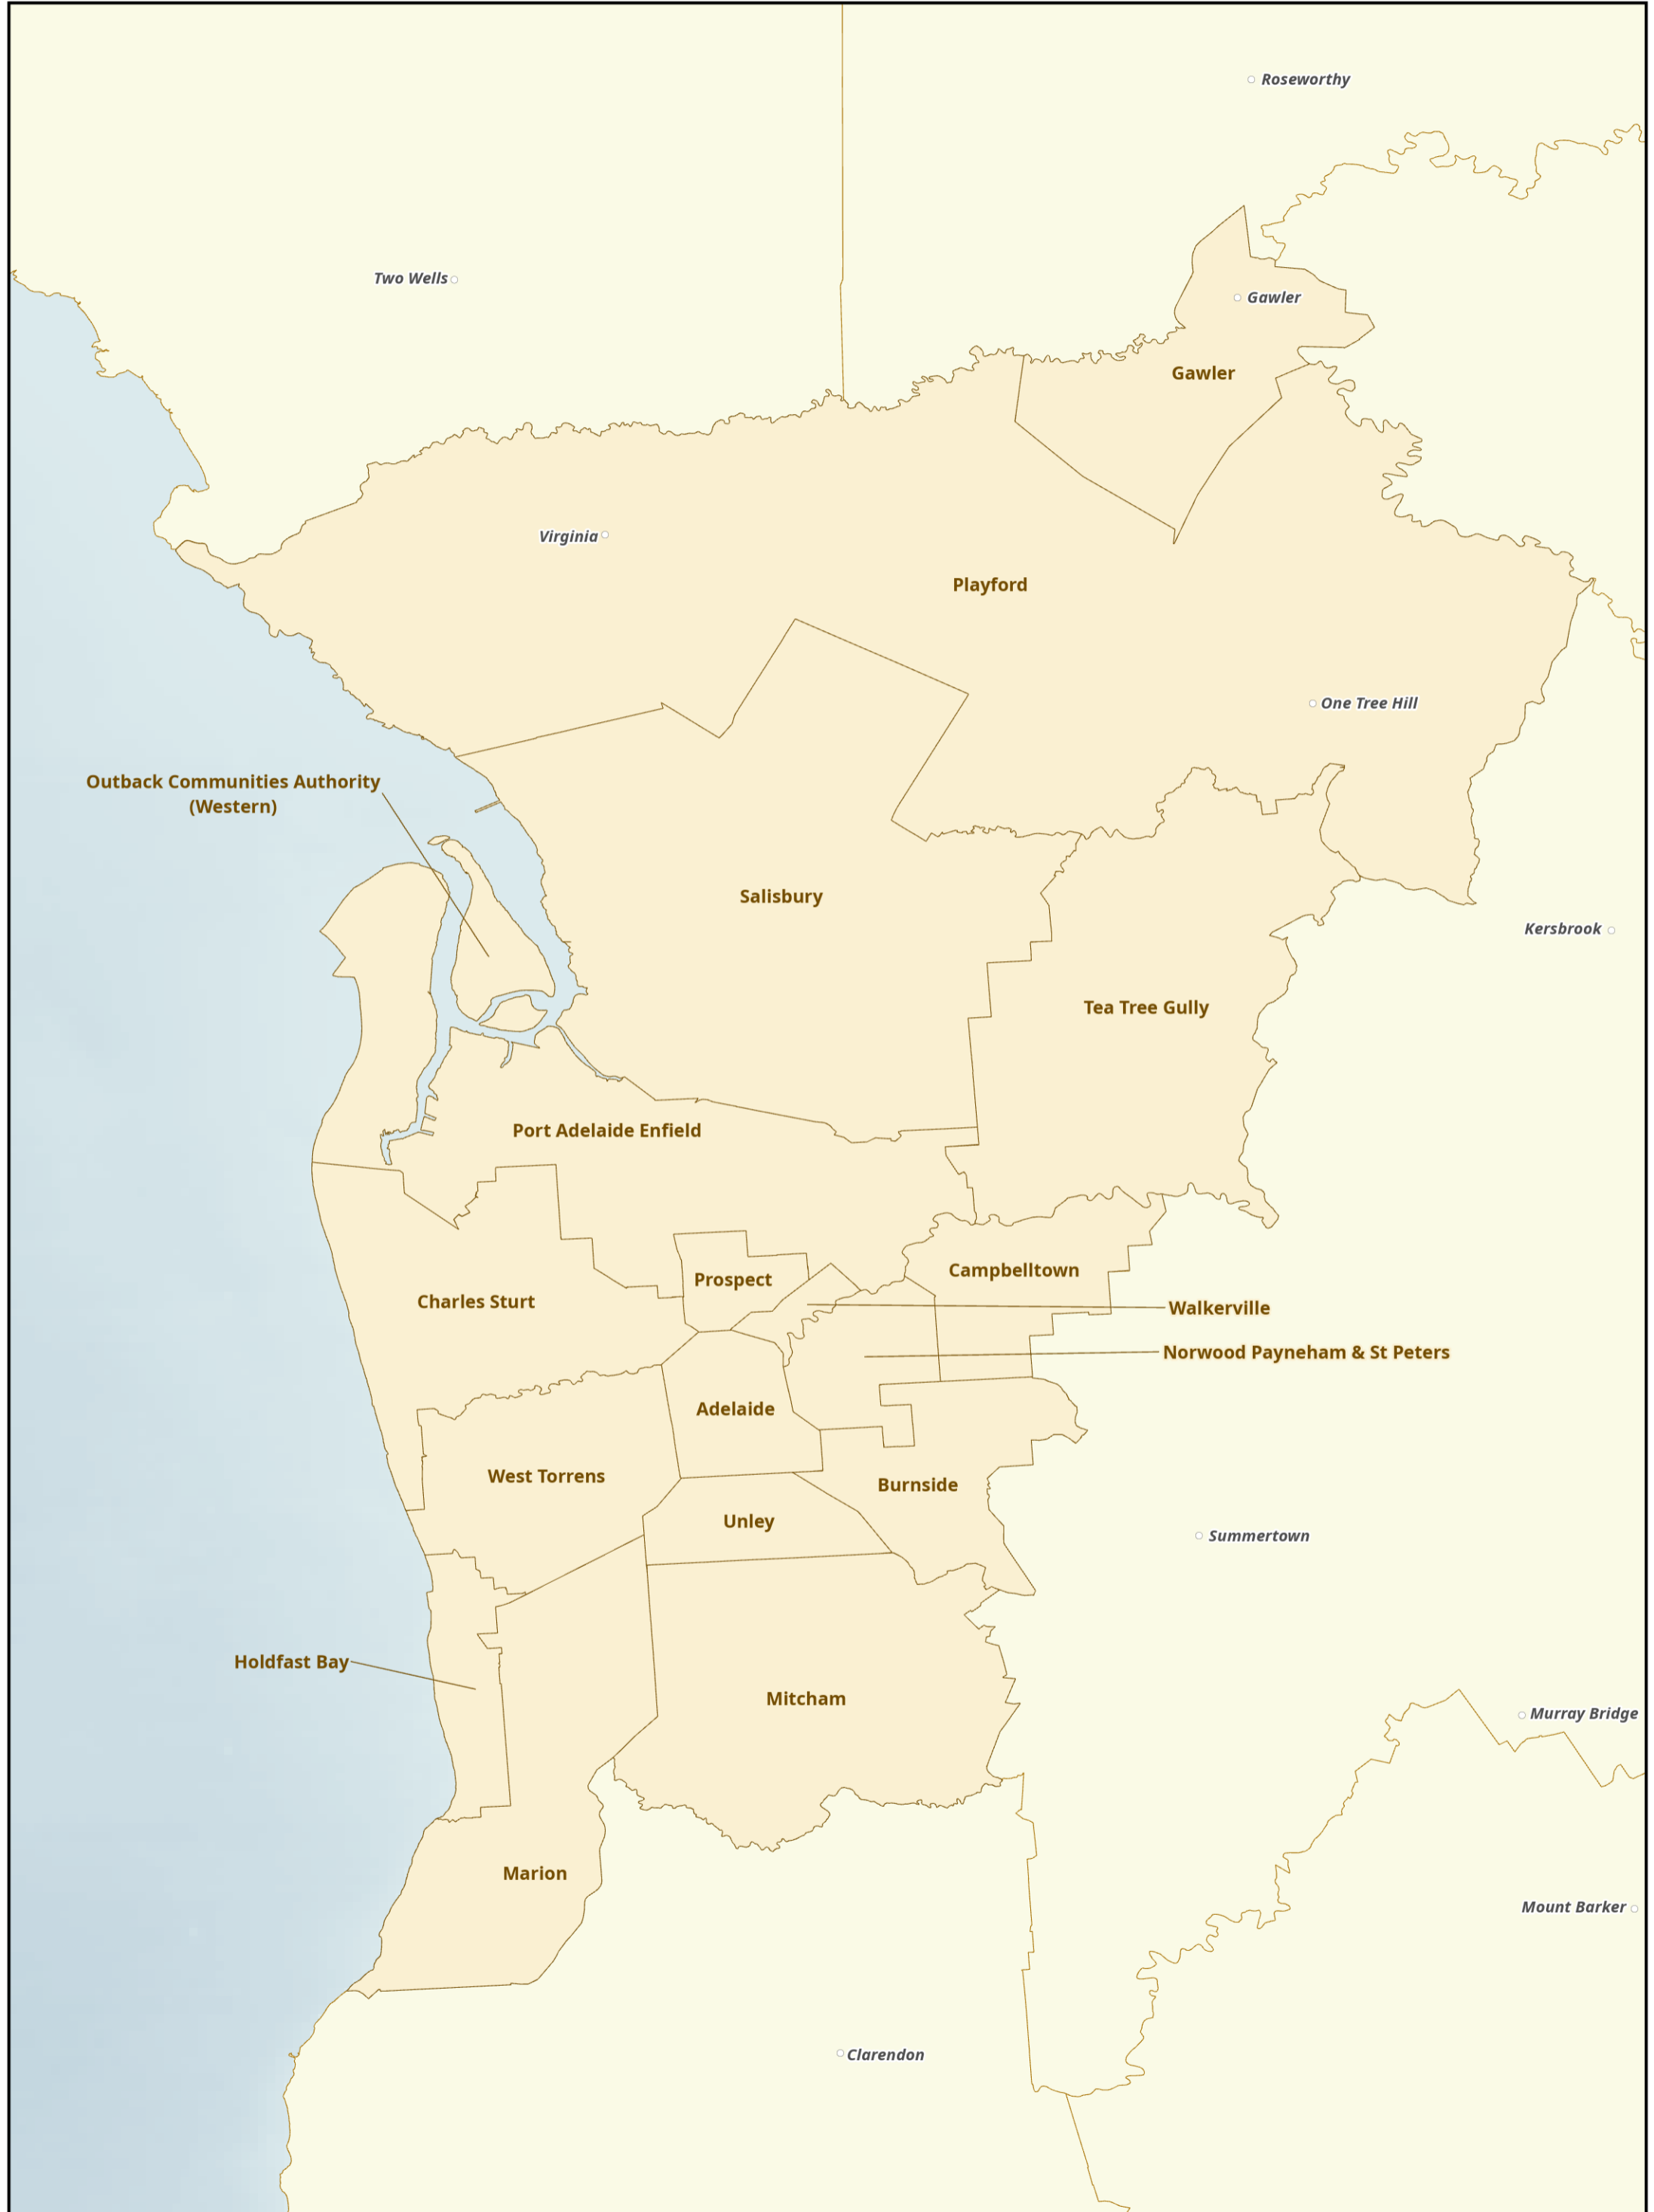 Roseworthy
Two Wells
Gawler
Gawler
Virginia
Playford
One Tree Hill
Outback Communities Authority
(Western)
Salisbury
Kersbrook
Tea Tree Gully
Port Adelaide Enfield
Campbelltown
Prospect
Charles Sturt
Walkerville
Norwood Payneham & St Peters
Adelaide
West Torrens
Burnside
Unley
Summertown
Holdfast Bay
Mitcham
Murray Bridge
Marion
Mount Barker
Clarendon